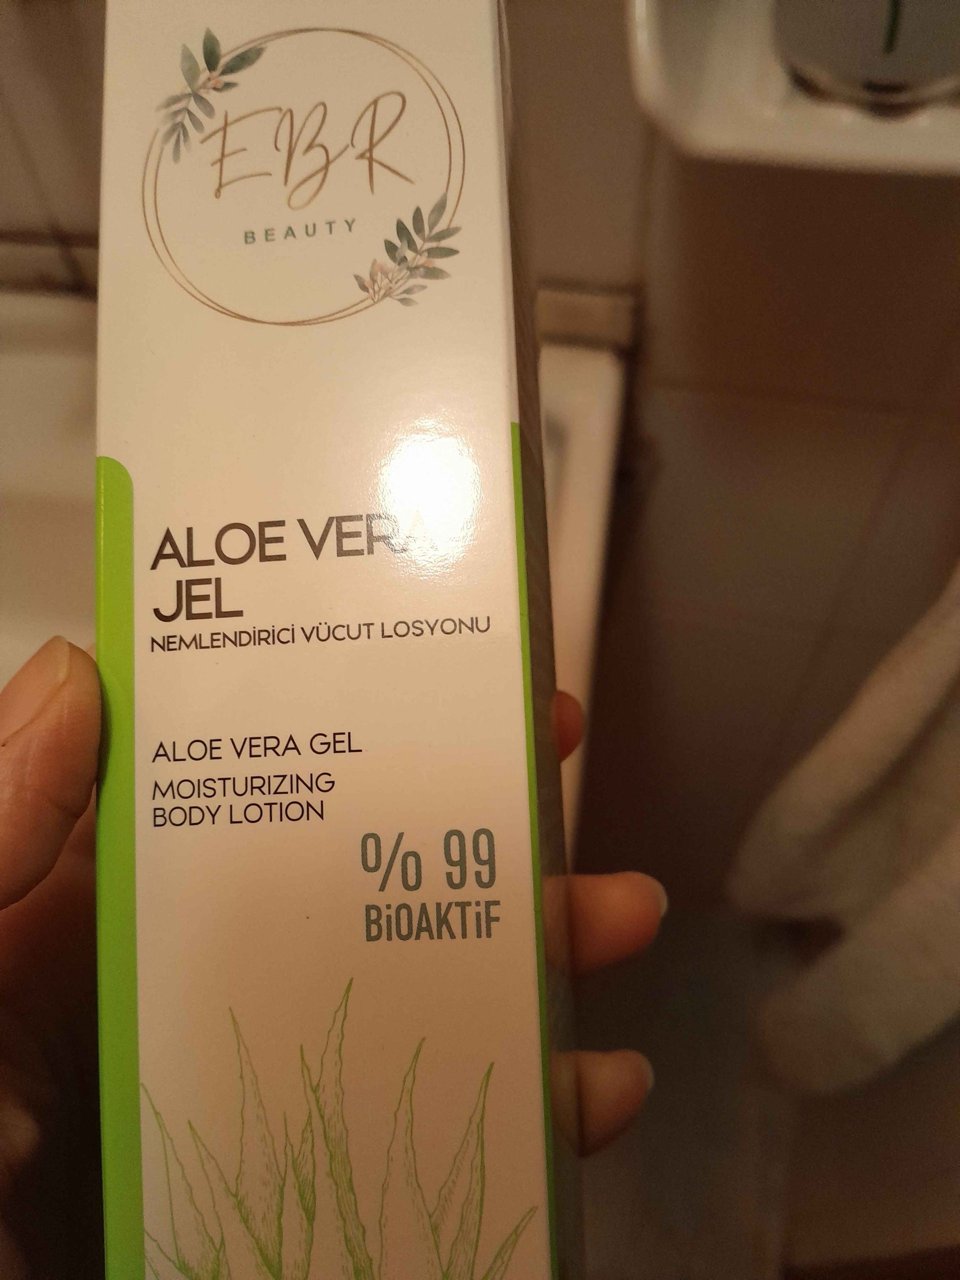 EBR
BEAUTY
ALOE VERA
JEL
NEMLENDİRİCİ VÜCUT LOSYONU
ALOE VERA GEL
MOISTURIZING
BODY LOTION
% 99
BİOAKTİF